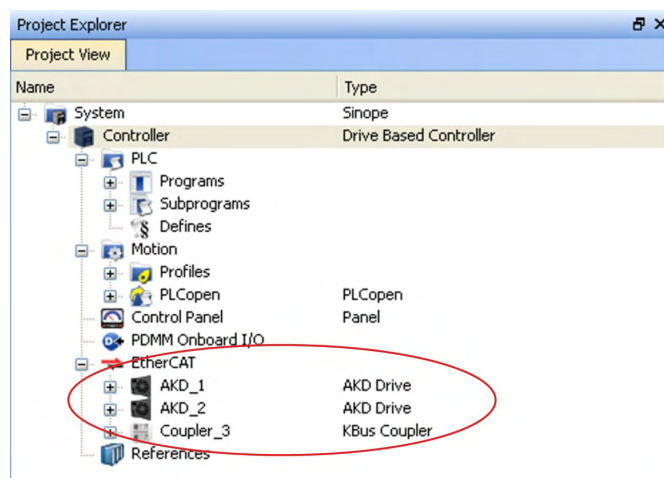 Project Explorer
Project View
Name Type
System Sinope
Controller Drive Based Controller
PLC
Programs
Subprograms
Defines
Motion
Profiles
PLCopen PLCopen
Control Panel Panel
PDMM Onboard I/O
EtherCAT
AKD_1 AKD Drive
AKD_2 AKD Drive
Coupler_3 KBus Coupler
References